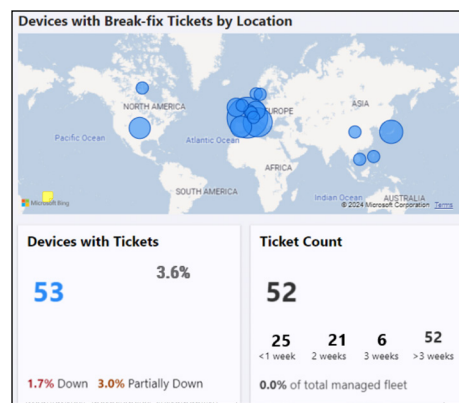 Devices with Break-fix Tickets by Location
NORTH AMERICA
EUROPE
ASIA
Pacific Ocean
Atlantic Ocean
AFRICA
SOUTH AMERICA
Indian Ocean
AUSTRALIA
Microsoft Bing
© 2024 Microsoft Corporation Terms
Devices with Tickets
3.6%
53
1.7% Down 3.0% Partially Down
Ticket Count
52
25 21 6 52
<1 week 2 weeks 3 weeks >3 weeks
0.0% of total managed fleet